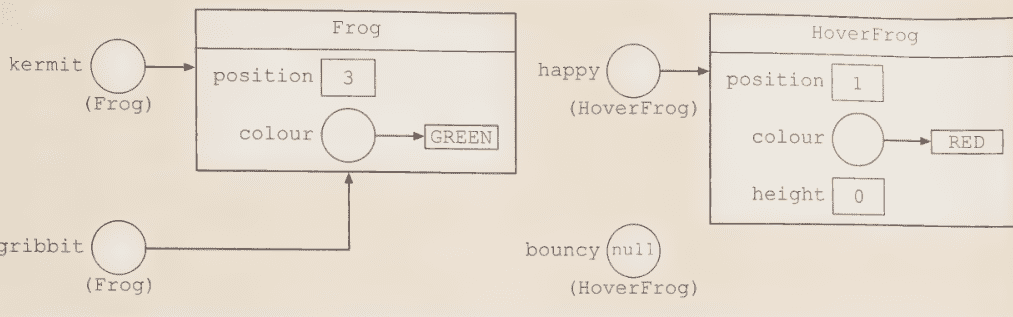 Frog
kermit
(Frog)
position 3
colour GREEN
gribbit
(Frog)
HoverFrog
happy
(HoverFrog)
position 1
colour RED
height 0
bouncy null
(HoverFrog)